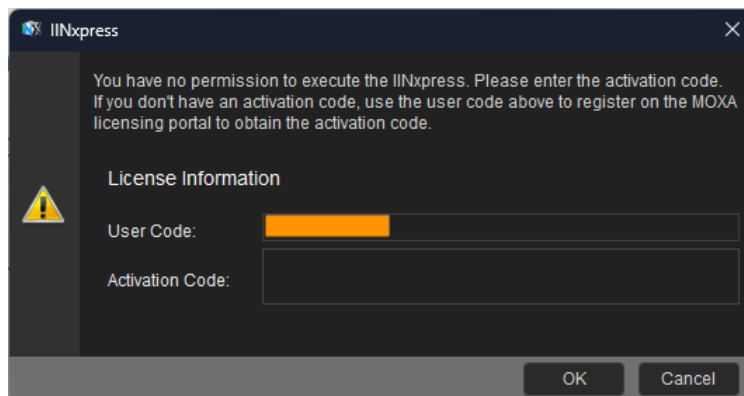 IINxpress
You have no permission to execute the IINxpress. Please enter the activation code.
If you don't have an activation code, use the user code above to register on the MOXA
licensing portal to obtain the activation code.
License Information
User Code:
Activation Code:
OK Cancel